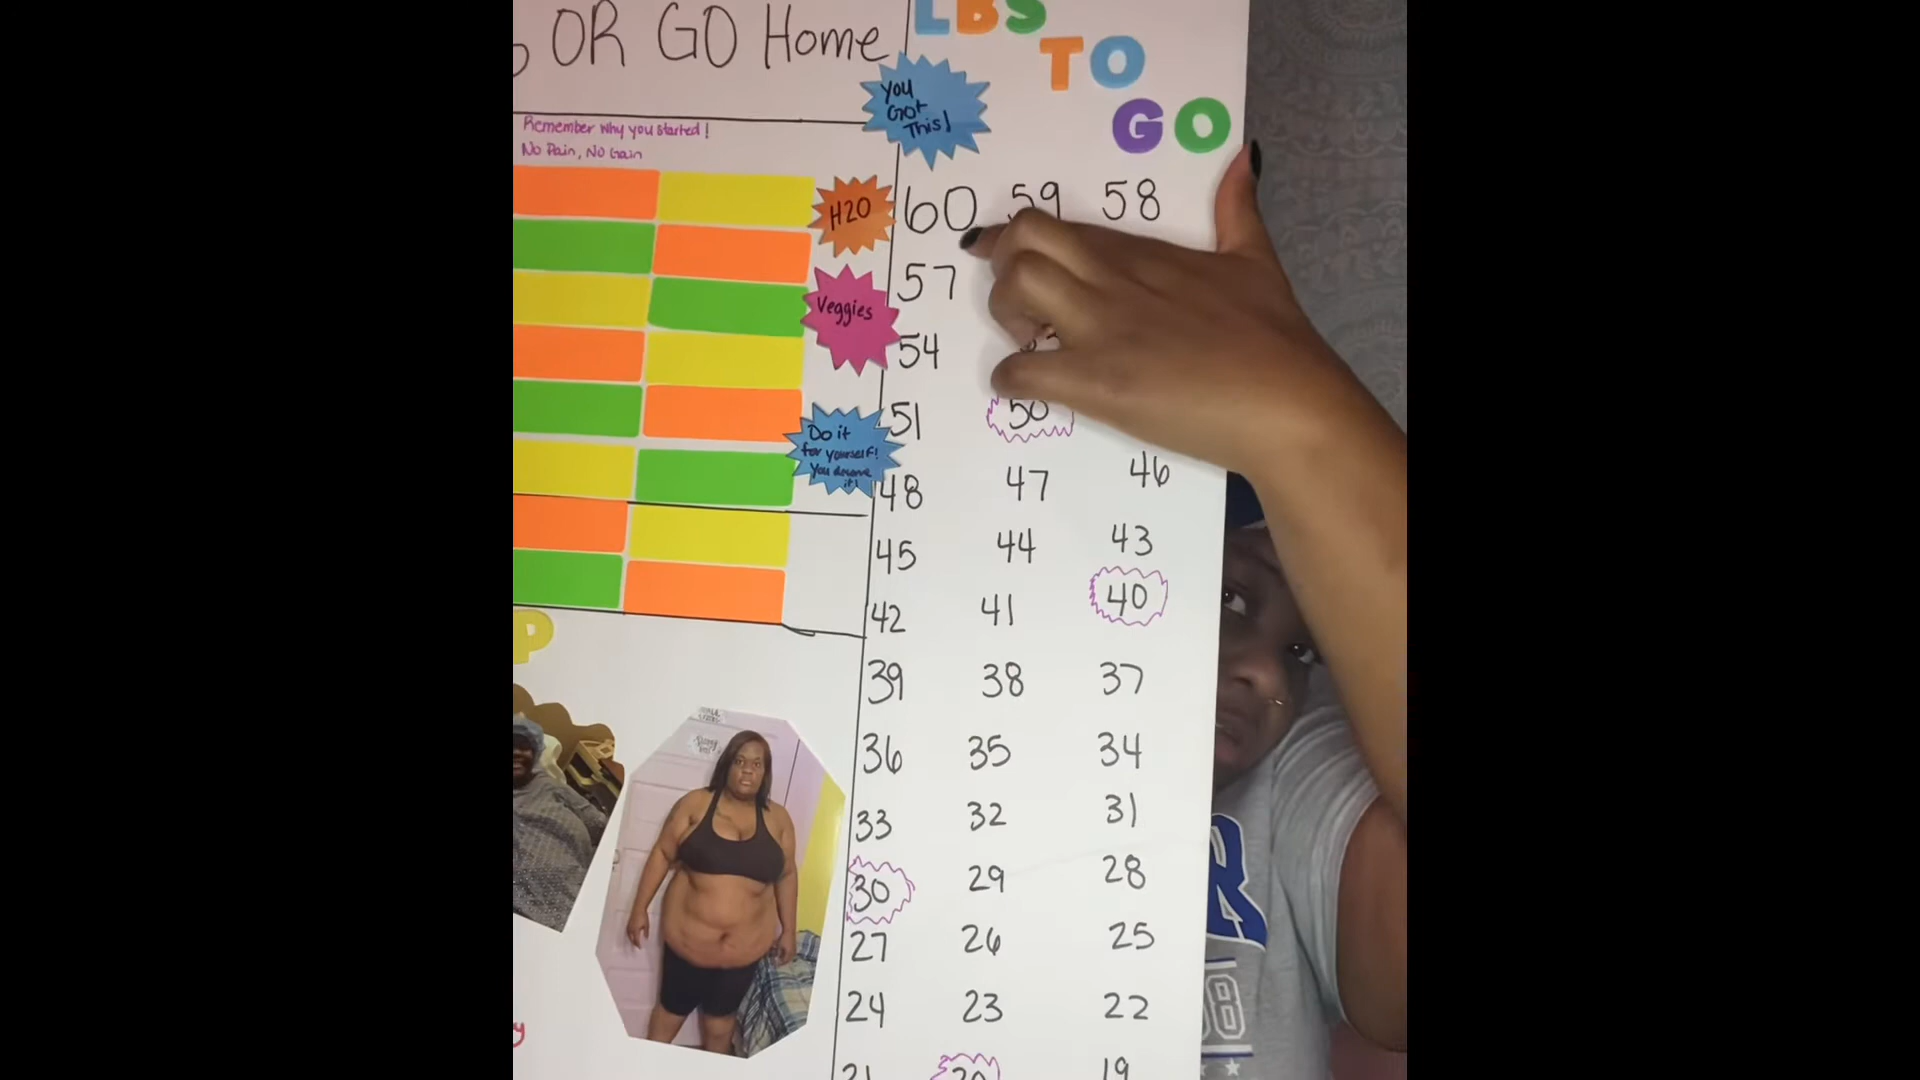 OR GO Home
LBS
TO
GO
You
Got
This!
Remember why you started!
No Pain, No Gain
H2O
Veggies
Do it
for yourself!
You deserve
it!
60 59 58
57
54
51 50
48 47 46
45 44 43
42 41 40
39 38 37
36 35 34
33 32 31
30 29 28
27 26 25
24 23 22
21 20 19
P